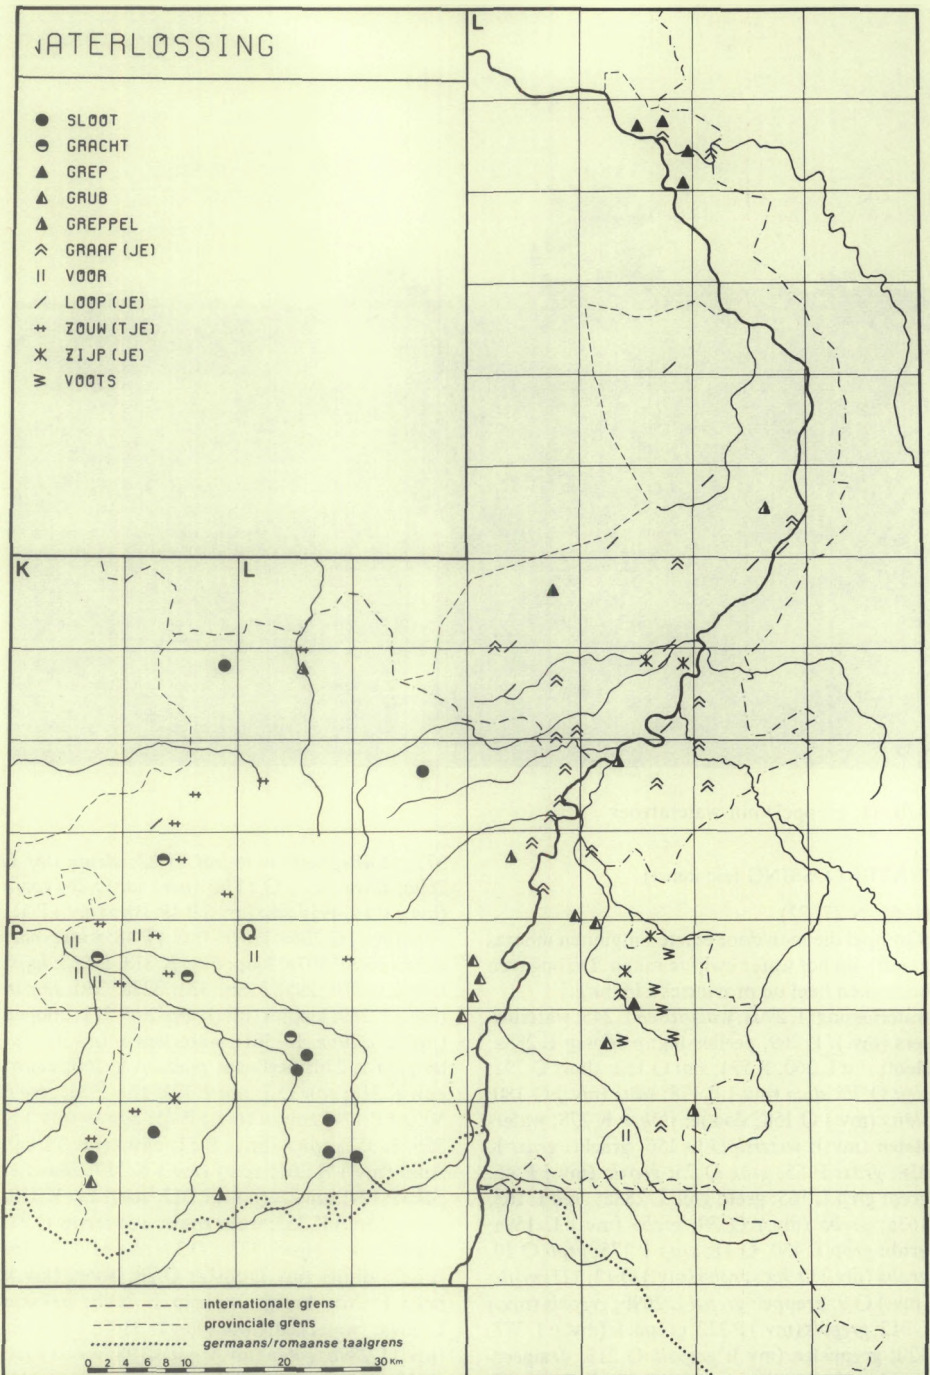 WATERLOSSING
L
SLOOT
GRACHT
GREP
GRUB
GREPPEL
GRAAF (JE)
VOOR
LOOP (JE)
ZOUW (TJE)
ZIJP (JE)
VOOTS
K
L
P
Q
internationale grens
provinciale grens
germaans/romaanse taalgrens
0 2 4 6 8 10 20 30 Km